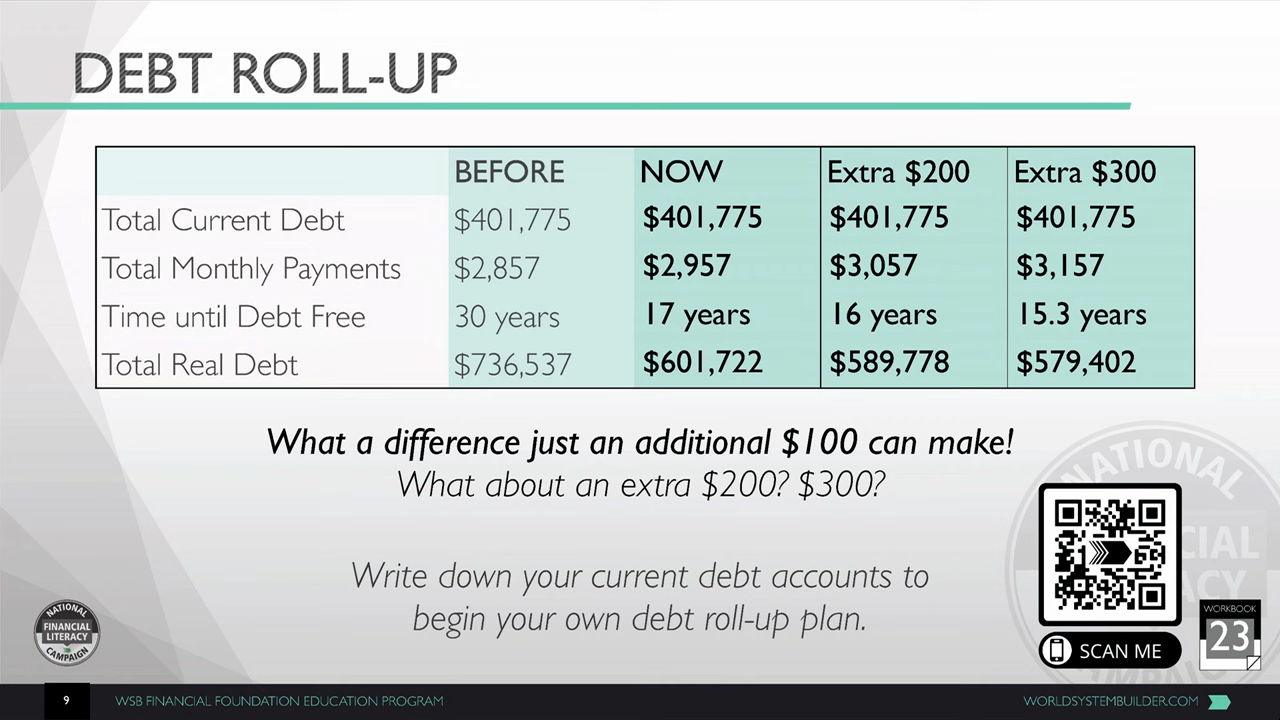 DEBT ROLL-UP
BEFORE NOW Extra $200 Extra $300
Total Current Debt $401,775 $401,775 $401,775 $401,775
Total Monthly Payments $2,857 $2,957 $3,057 $3,157
Time until Debt Free 30 years 17 years 16 years 15.3 years
Total Real Debt $736,537 $601,722 $589,778 $579,402
What a difference just an additional $100 can make!
What about an extra $200? $300?
Write down your current debt accounts to
begin your own debt roll-up plan.
NATIONAL
FINANCIAL
LITERACY
CAMPAIGN
NATIONAL
CIAL
ACY
SCAN ME
WORKBOOK
23
9 WSB FINANCIAL FOUNDATION EDUCATION PROGRAM WORLDSYSTEMBUILDER.COM